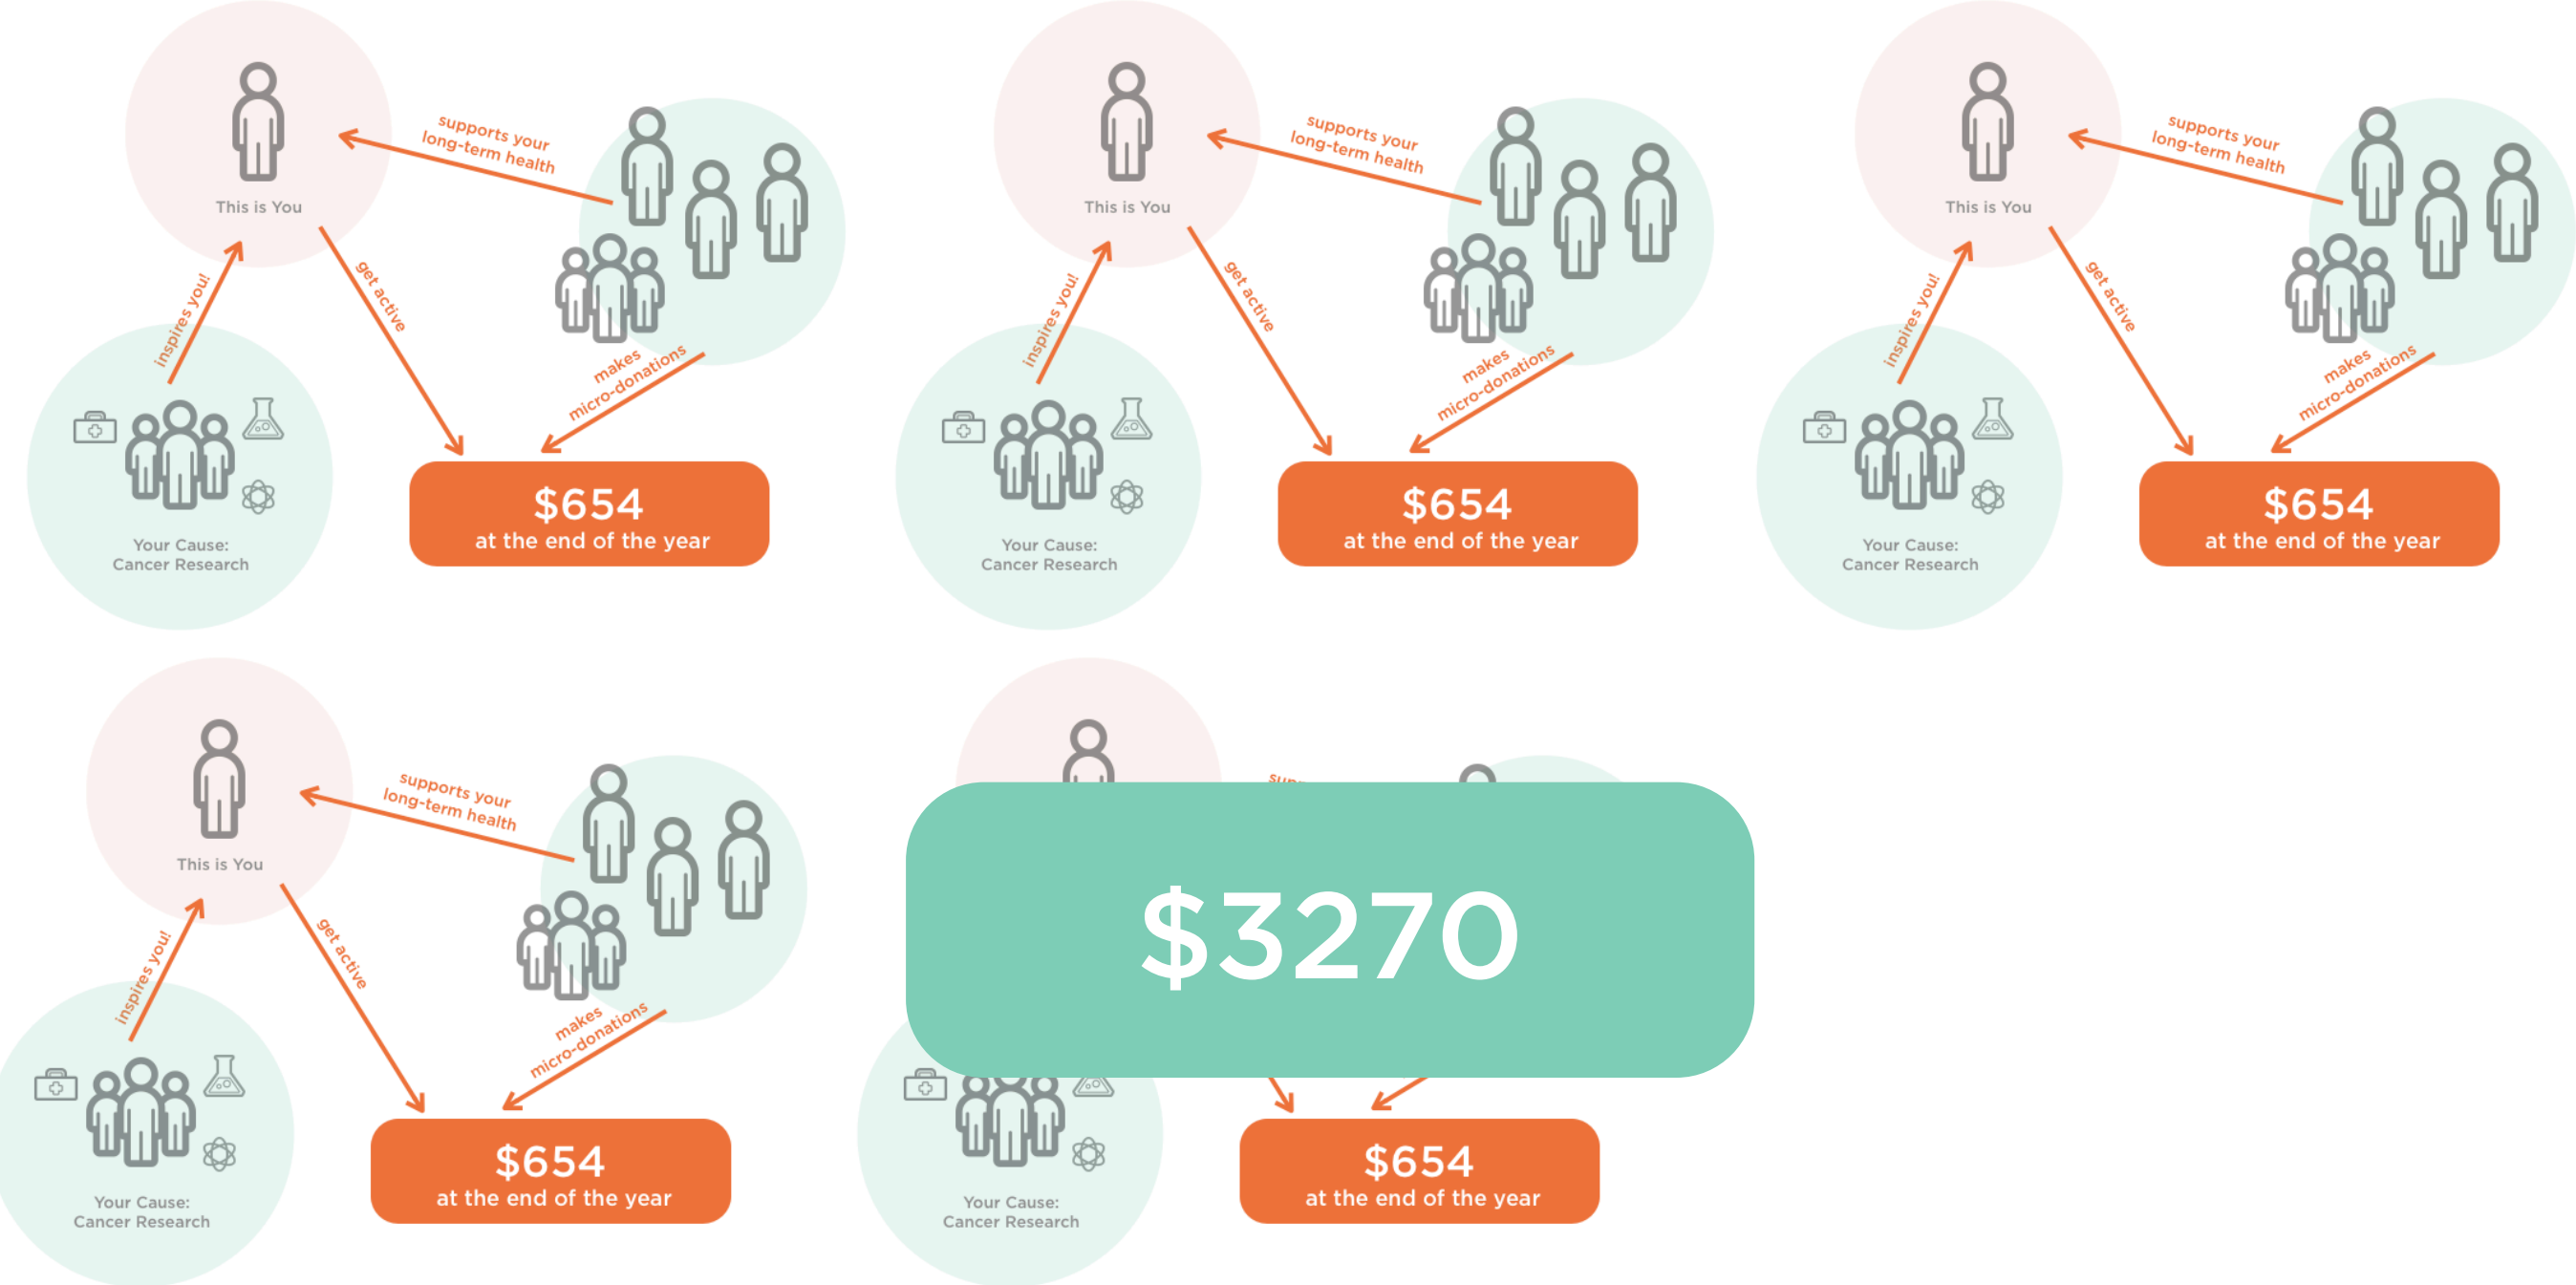 supports your
long-term health
This is You
inspires you!
get active
makes
micro-donations
$654
at the end of the year
Your Cause:
Cancer Research
supports your
long-term health
This is You
inspires you!
get active
makes
micro-donations
$654
at the end of the year
Your Cause:
Cancer Research
supports your
long-term health
This is You
inspires you!
get active
makes
micro-donations
$654
at the end of the year
Your Cause:
Cancer Research
supports your
long-term health
This is You
inspires you!
get active
makes
micro-donations
$654
at the end of the year
Your Cause:
Cancer Research
$3270
$654
at the end of the year
Your Cause:
Cancer Research